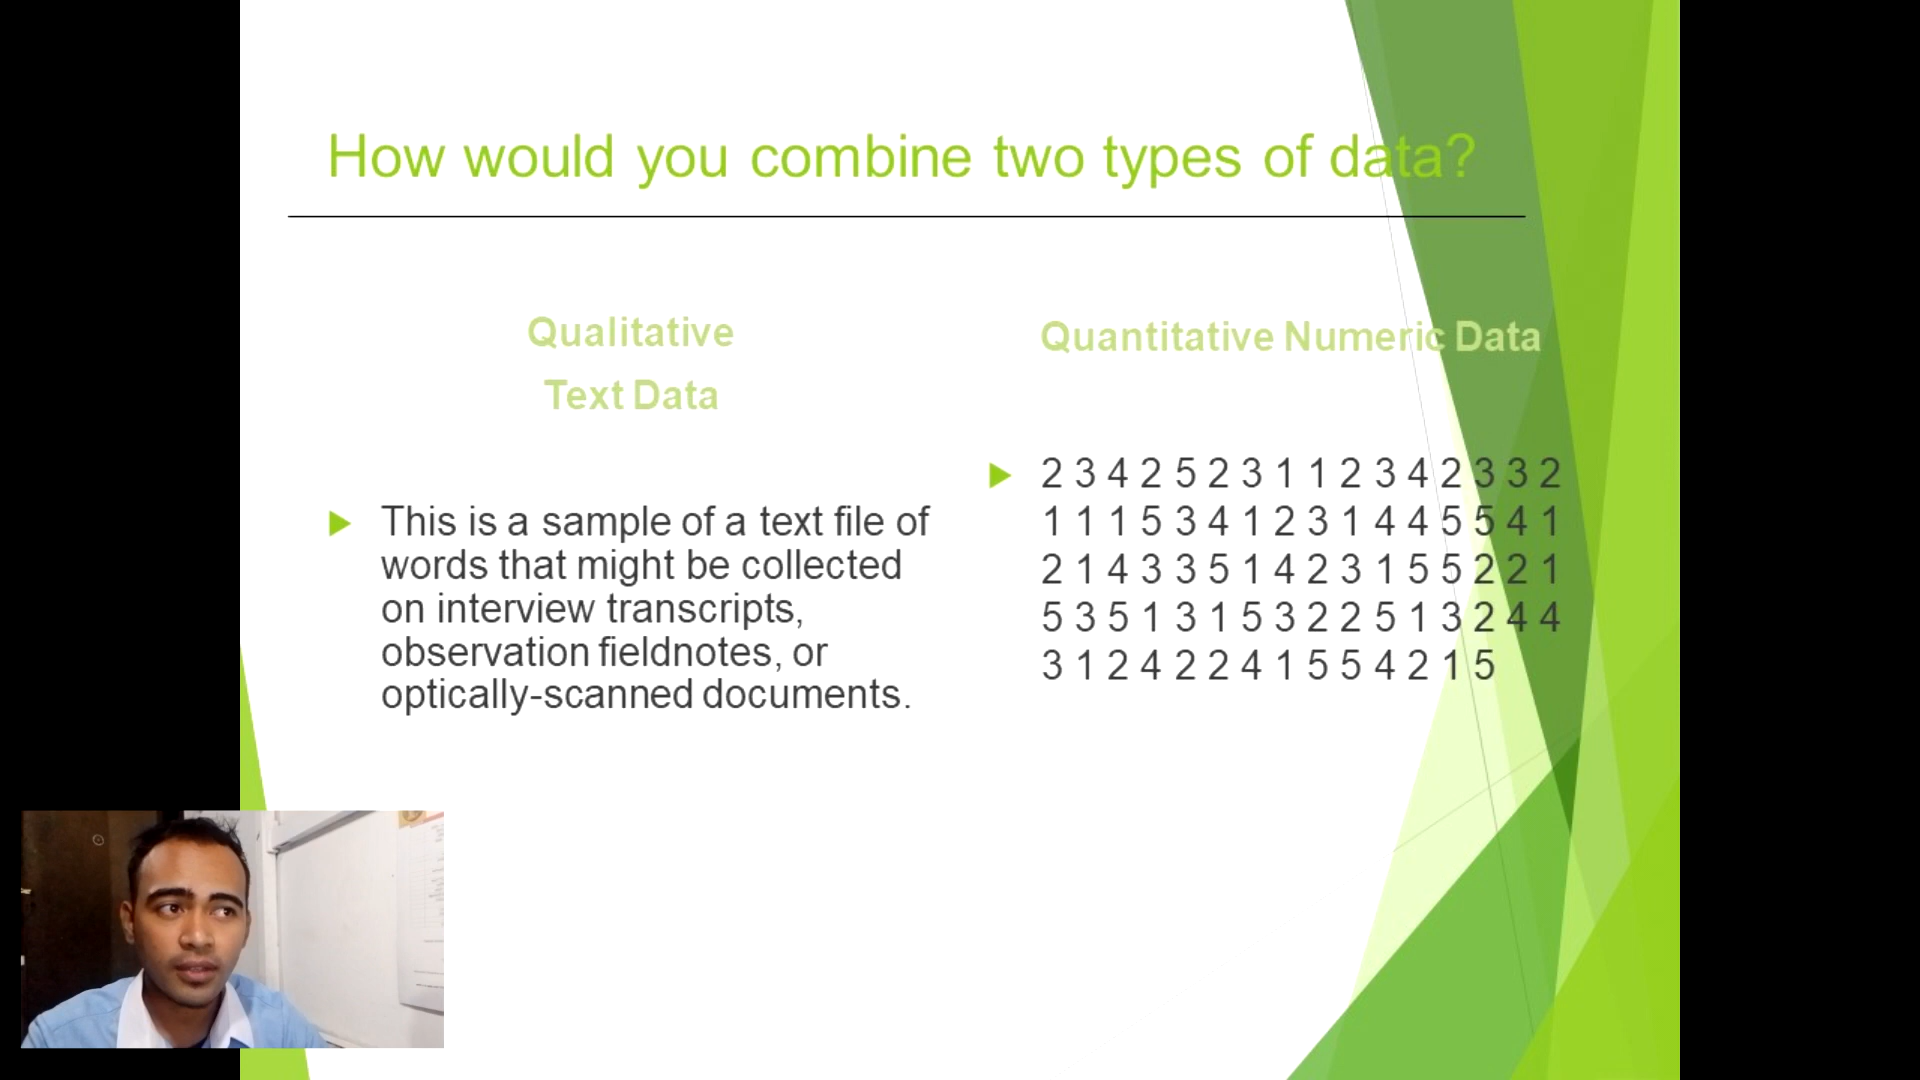 How would you combine two types of data?
Qualitative
Text Data
This is a sample of a text file of
words that might be collected
on interview transcripts,
observation fieldnotes, or
optically-scanned documents.
Quantitative Numeric Data
2 3 4 2 5 2 3 1 1 2 3 4 2 3 3 2
1 1 1 5 3 4 1 2 3 1 4 4 5 5 4 1
2 1 4 3 3 5 1 4 2 3 1 5 5 2 2 1
5 3 5 1 3 1 5 3 2 2 5 1 3 2 4 4
3 1 2 4 2 2 4 1 5 5 4 2 1 5